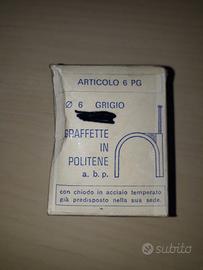 ARTICOLO 6 PG
Ø 6 GRIGIO
GRAFFETTE
IN
POLITENE
a. b. p.
con chiodo in acciaio temperato
già predisposto nella sua sede.
subito